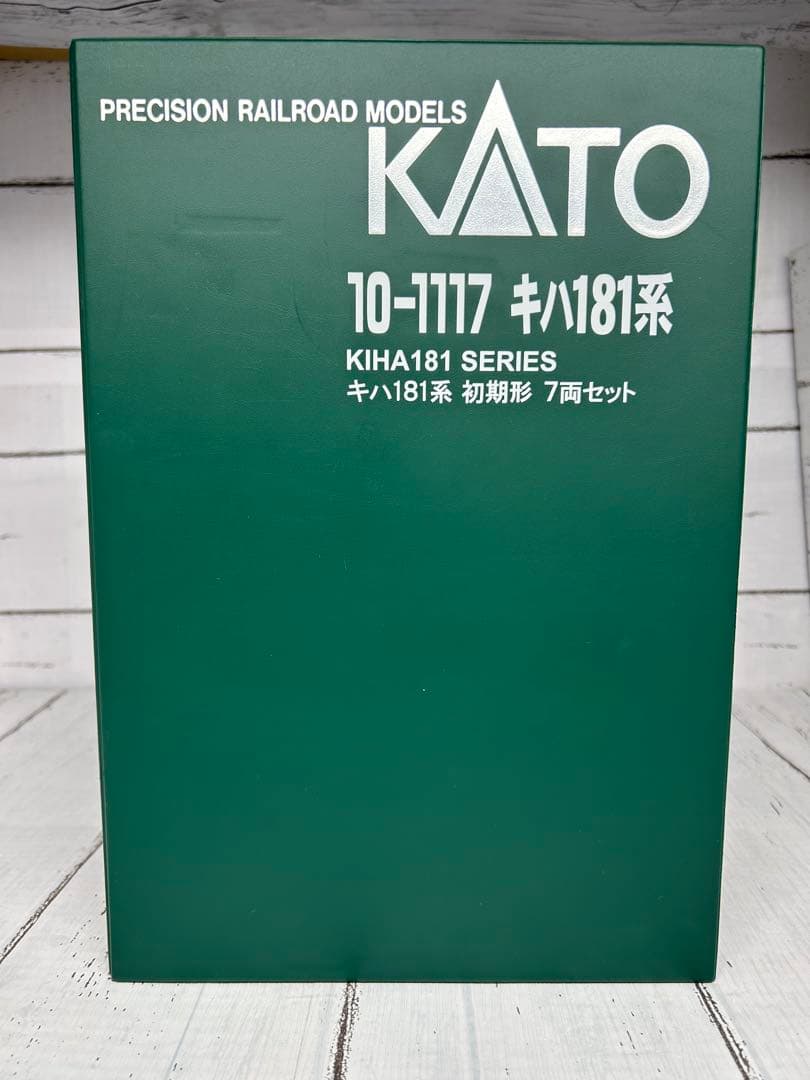 PRECISION RAILROAD MODELS
KATO
10-1117 キハ181系
KIHA181 SERIES
キハ181系 初期形 7両セット